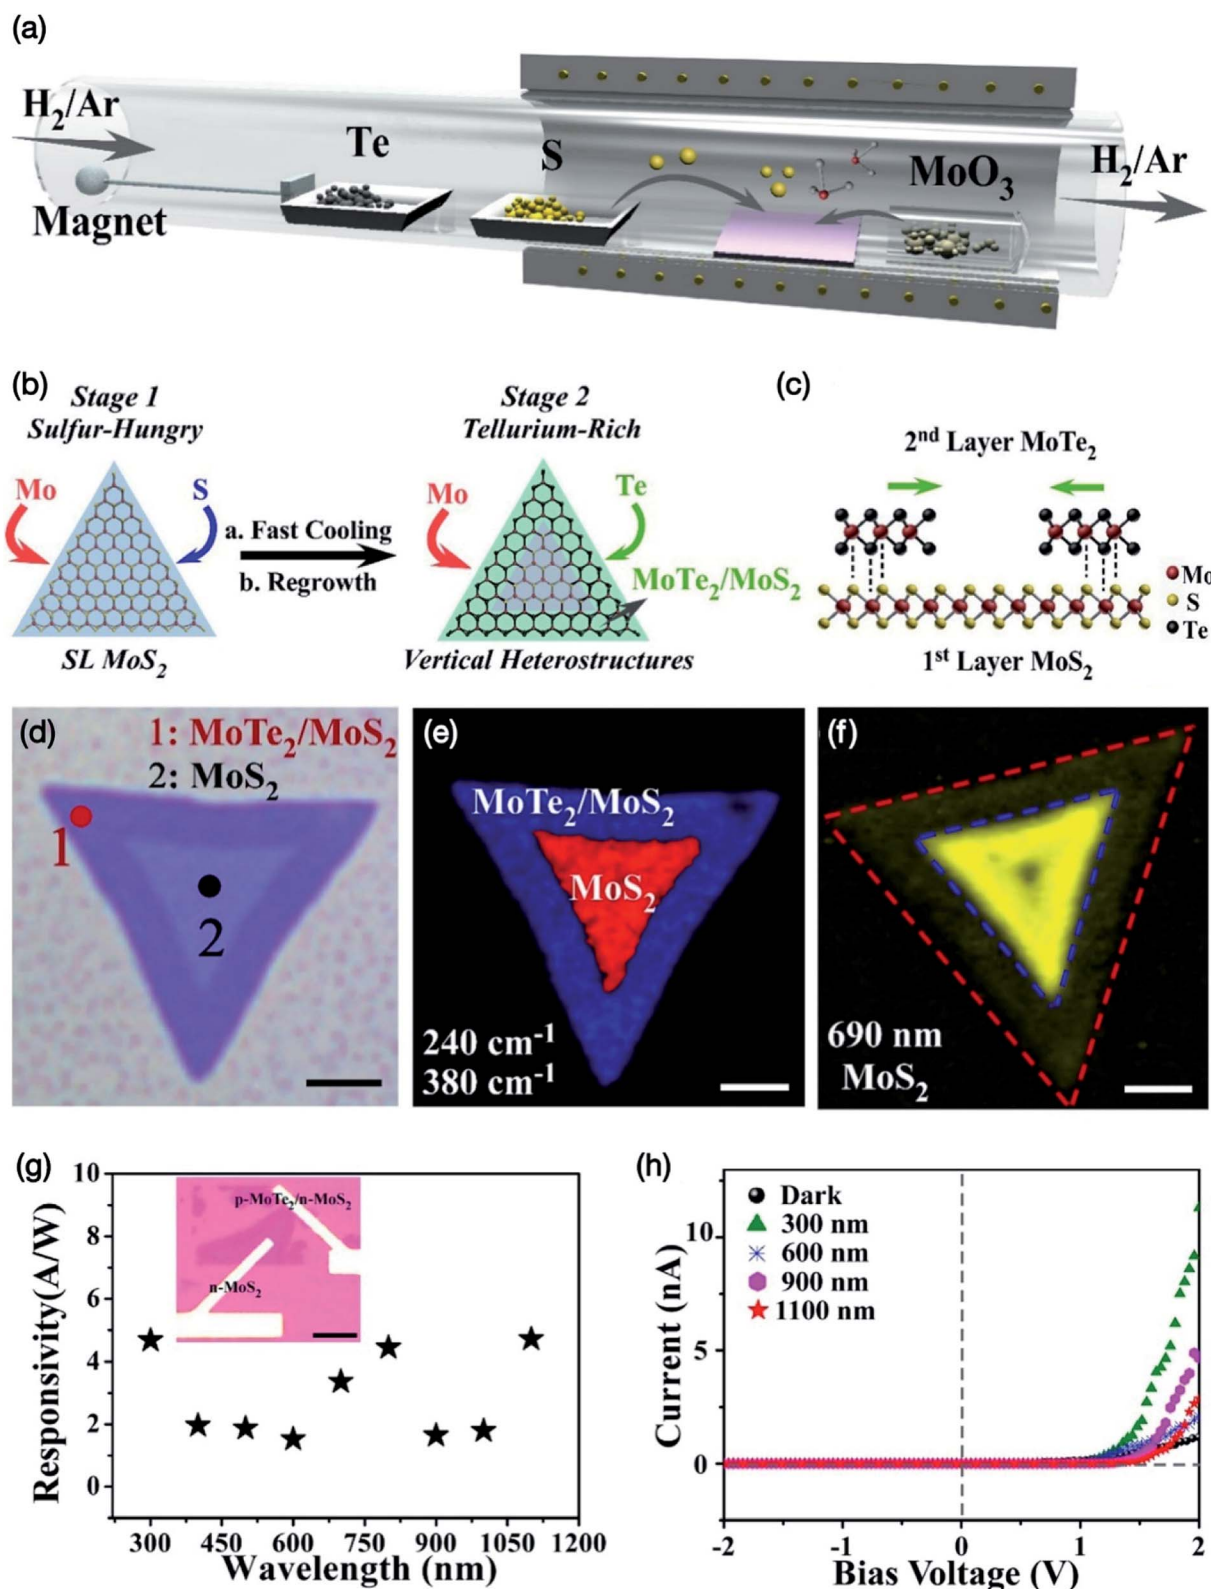 (a)
H₂/Ar
Te
S
MoO₃
H₂/Ar
Magnet
(b)
Stage 1
Sulfur-Hungry
Mo
S
SL MoS₂
a. Fast Cooling
b. Regrowth
Stage 2
Tellurium-Rich
Mo
Te
MoTe₂/MoS₂
Vertical Heterostructures
(c)
2nd Layer MoTe₂
Mo
S
Te
1st Layer MoS₂
(d)
1: MoTe₂/MoS₂
2: MoS₂
1
2
(e)
MoTe₂/MoS₂
MoS₂
240 cm⁻¹
380 cm⁻¹
(f)
690 nm
MoS₂
(g)
Responsivity(A/W)
10
8
6
4
2
0
p-MoTe₂/n-MoS₂
n-MoS₂
300 450 600 750 900 1050 1200
Wavelength (nm)
(h)
Current (nA)
10
5
0
Dark
300 nm
600 nm
900 nm
1100 nm
-2 -1 0 1 2
Bias Voltage (V)